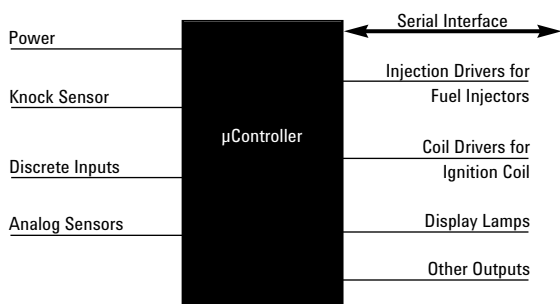 Serial Interface
Power
Injection Drivers for
Fuel Injectors
Knock Sensor
µController
Coil Drivers for
Ignition Coil
Discrete Inputs
Analog Sensors
Display Lamps
Other Outputs